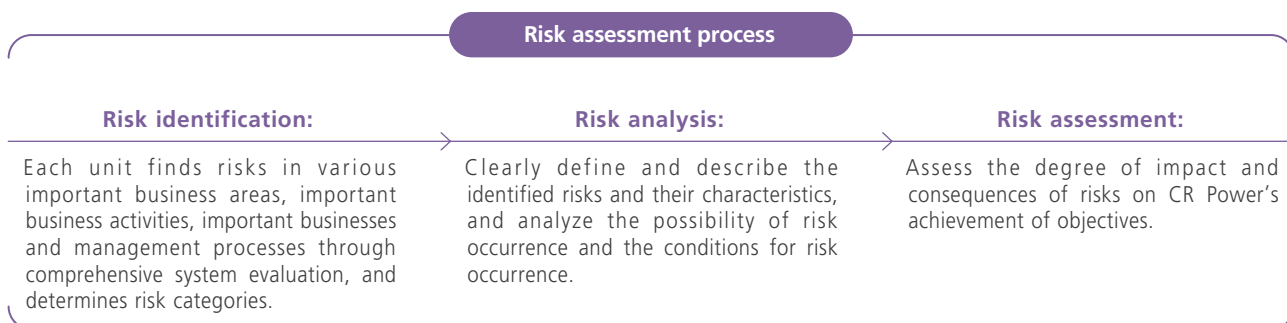 Risk assessment process
Risk identification:
Each unit finds risks in various
important business areas, important
business activities, important businesses
and management processes through
comprehensive system evaluation, and
determines risk categories.
Risk analysis:
Clearly define and describe the
identified risks and their characteristics,
and analyze the possibility of risk
occurrence and the conditions for risk
occurrence.
Risk assessment:
Assess the degree of impact and
consequences of risks on CR Power’s
achievement of objectives.